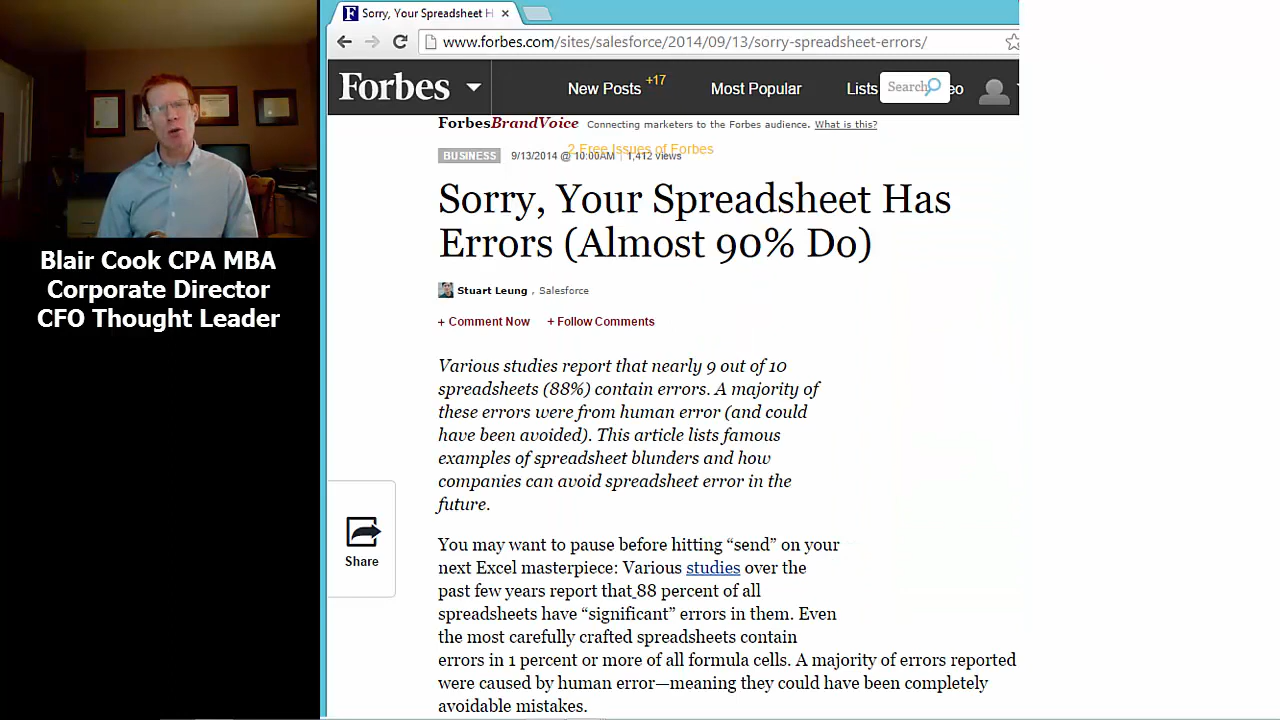 Sorry, Your Spreadsheet H
www.forbes.com/sites/salesforce/2014/09/13/sorry-spreadsheet-errors/
Forbes New Posts +17 Most Popular Lists Search eo
ForbesBrandVoice Connecting marketers to the Forbes audience. What is this?
2 Free Issues of Forbes
BUSINESS 9/13/2014 @ 10:00AM | 1,412 views
Sorry, Your Spreadsheet Has
Errors (Almost 90% Do)
Stuart Leung , Salesforce
+ Comment Now + Follow Comments
Various studies report that nearly 9 out of 10
spreadsheets (88%) contain errors. A majority of
these errors were from human error (and could
have been avoided). This article lists famous
examples of spreadsheet blunders and how
companies can avoid spreadsheet error in the
future.
You may want to pause before hitting “send” on your
next Excel masterpiece: Various studies over the
past few years report that 88 percent of all
spreadsheets have “significant” errors in them. Even
the most carefully crafted spreadsheets contain
errors in 1 percent or more of all formula cells. A majority of errors reported
were caused by human error—meaning they could have been completely
avoidable mistakes.
Share
Blair Cook CPA MBA
Corporate Director
CFO Thought Leader